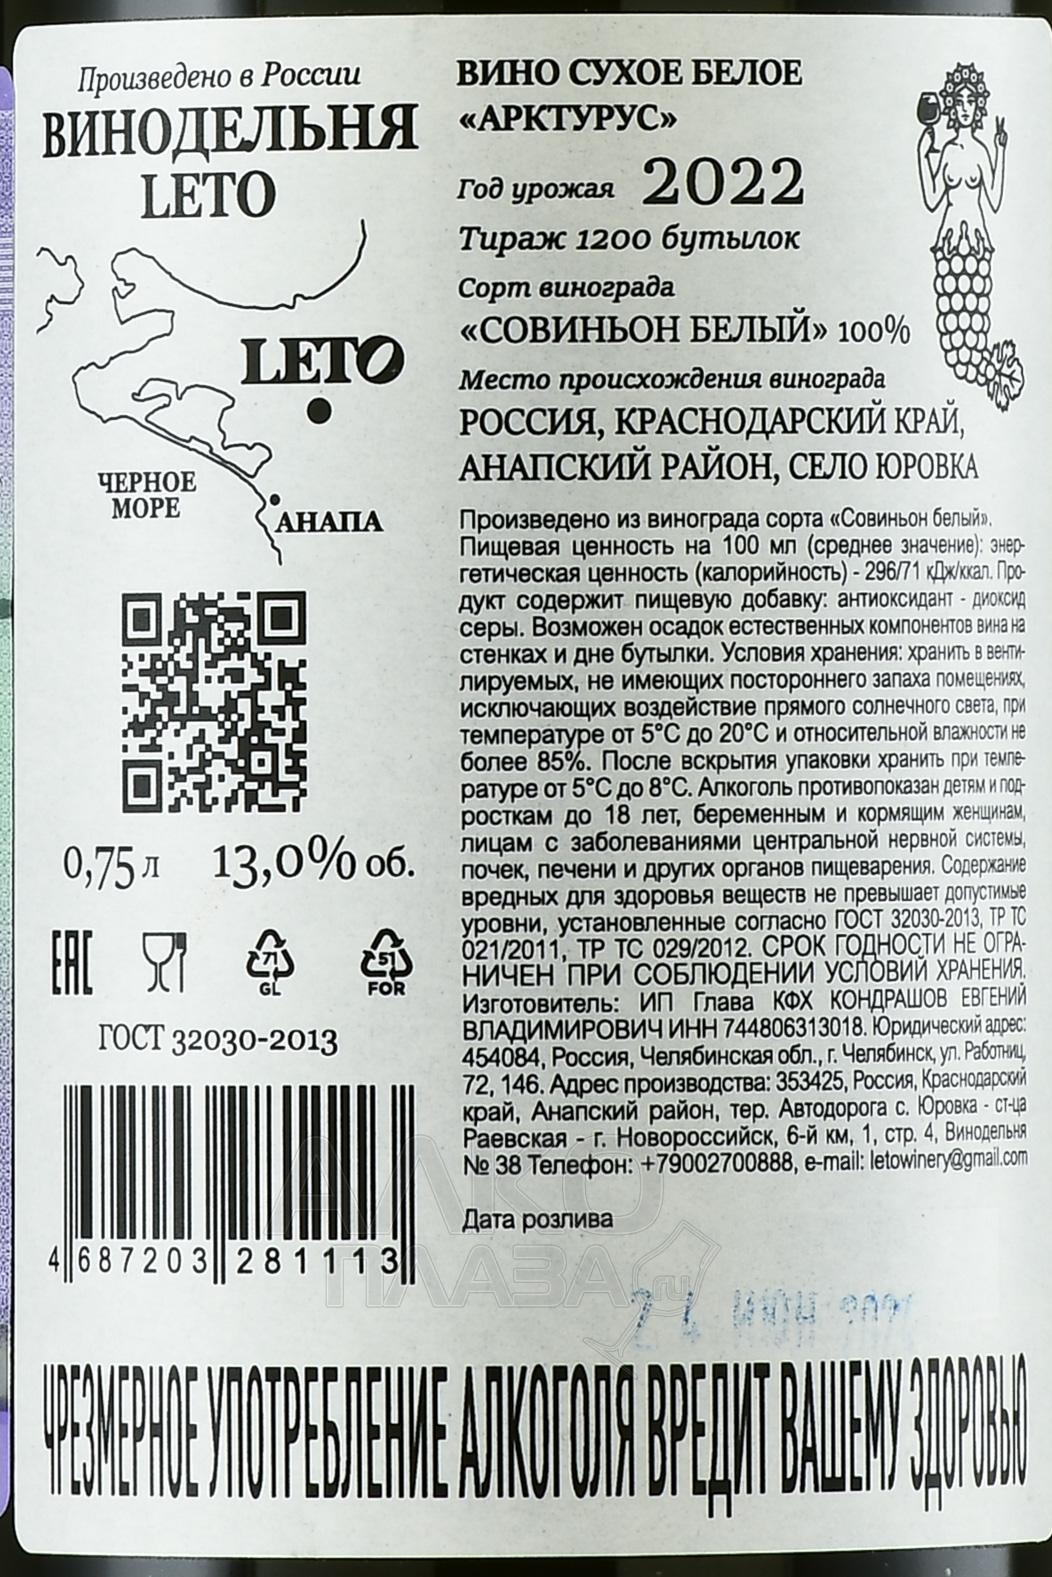 Произведено в России
ВИНОДЕЛЬНЯ
LETO
LETO
ЧЕРНОЕ
МОРЕ
АНАПА
0,75 л 13,0% об.
EAC
71
GL
51
FOR
ГОСТ 32030-2013
4 687203 281113
ВИНО СУХОЕ БЕЛОЕ
«АРКТУРУС»
Год урожая 2022
Тираж 1200 бутылок
Сорт винограда
«СОВИНЬОН БЕЛЫЙ» 100%
Место происхождения винограда
РОССИЯ, КРАСНОДАРСКИЙ КРАЙ,
АНАПСКИЙ РАЙОН, СЕЛО ЮРОВКА
Произведено из винограда сорта «Совиньон белый».
Пищевая ценность на 100 мл (среднее значение): энер-
гетическая ценность (калорийность) - 296/71 кДж/ккал. Про-
дукт содержит пищевую добавку: антиоксидант - диоксид
серы. Возможен осадок естественных компонентов вина на
стенках и дне бутылки. Условия хранения: хранить в венти-
лируемых, не имеющих постороннего запаха помещениях,
исключающих воздействие прямого солнечного света, при
температуре от 5°С до 20°С и относительной влажности не
более 85%. После вскрытия упаковки хранить при темпе-
ратуре от 5°С до 8°С. Алкоголь противопоказан детям и под-
росткам до 18 лет, беременным и кормящим женщинам,
лицам с заболеваниями центральной нервной системы,
почек, печени и других органов пищеварения. Содержание
вредных для здоровья веществ не превышает допустимые
уровни, установленные согласно ГОСТ 32030-2013, ТР ТС
021/2011, ТР ТС 029/2012. СРОК ГОДНОСТИ НЕ ОГРА-
НИЧЕН ПРИ СОБЛЮДЕНИИ УСЛОВИЙ ХРАНЕНИЯ.
Изготовитель: ИП Глава КФХ КОНДРАШОВ ЕВГЕНИЙ
ВЛАДИМИРОВИЧ ИНН 744806313018. Юридический адрес:
454084, Россия, Челябинская обл., г. Челябинск, ул. Работниц,
72, 146. Адрес производства: 353425, Россия, Краснодарский
край, Анапский район, тер. Автодорога с. Юровка - ст-ца
Раевская - г. Новороссийск, 6-й км, 1, стр. 4, Винодельня
№ 38 Телефон: +79002700888, e-mail: letowinery@gmail.com
Дата розлива
АЛКО
ПЛАЗА
.ru
ЧРЕЗМЕРНОЕ УПОТРЕБЛЕНИЕ АЛКОГОЛЯ ВРЕДИТ ВАШЕМУ ЗДОРОВЬЮ